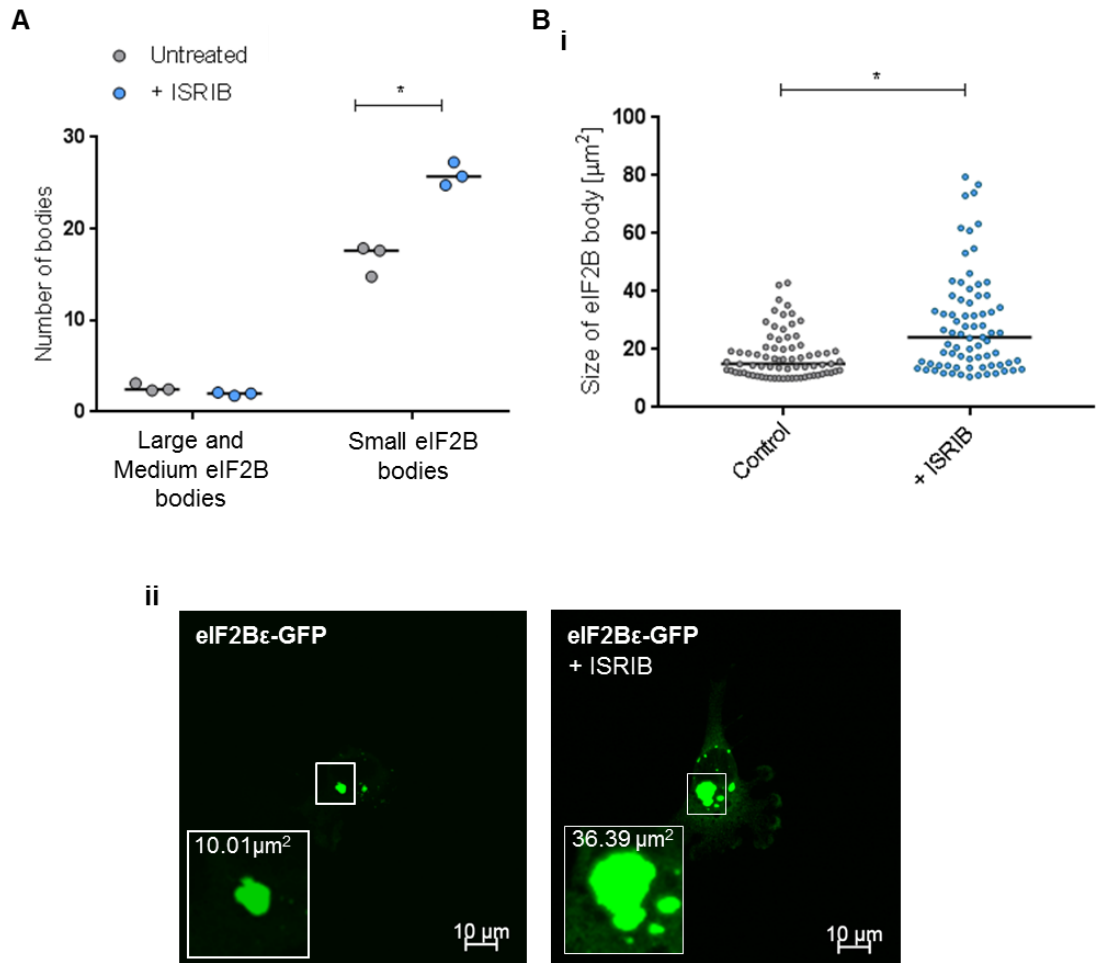 A
Untreated
+ ISRIB
*
30
20
10
0
Number of bodies
Large and
Medium eIF2B
bodies
Small eIF2B
bodies
B
i
*
100
80
60
40
20
0
Size of eIF2B body [µm²]
Control
+ ISRIB
ii
eIF2Bε-GFP
10.01µm²
10 µm
eIF2Bε-GFP
+ ISRIB
36.39 µm²
10 µm